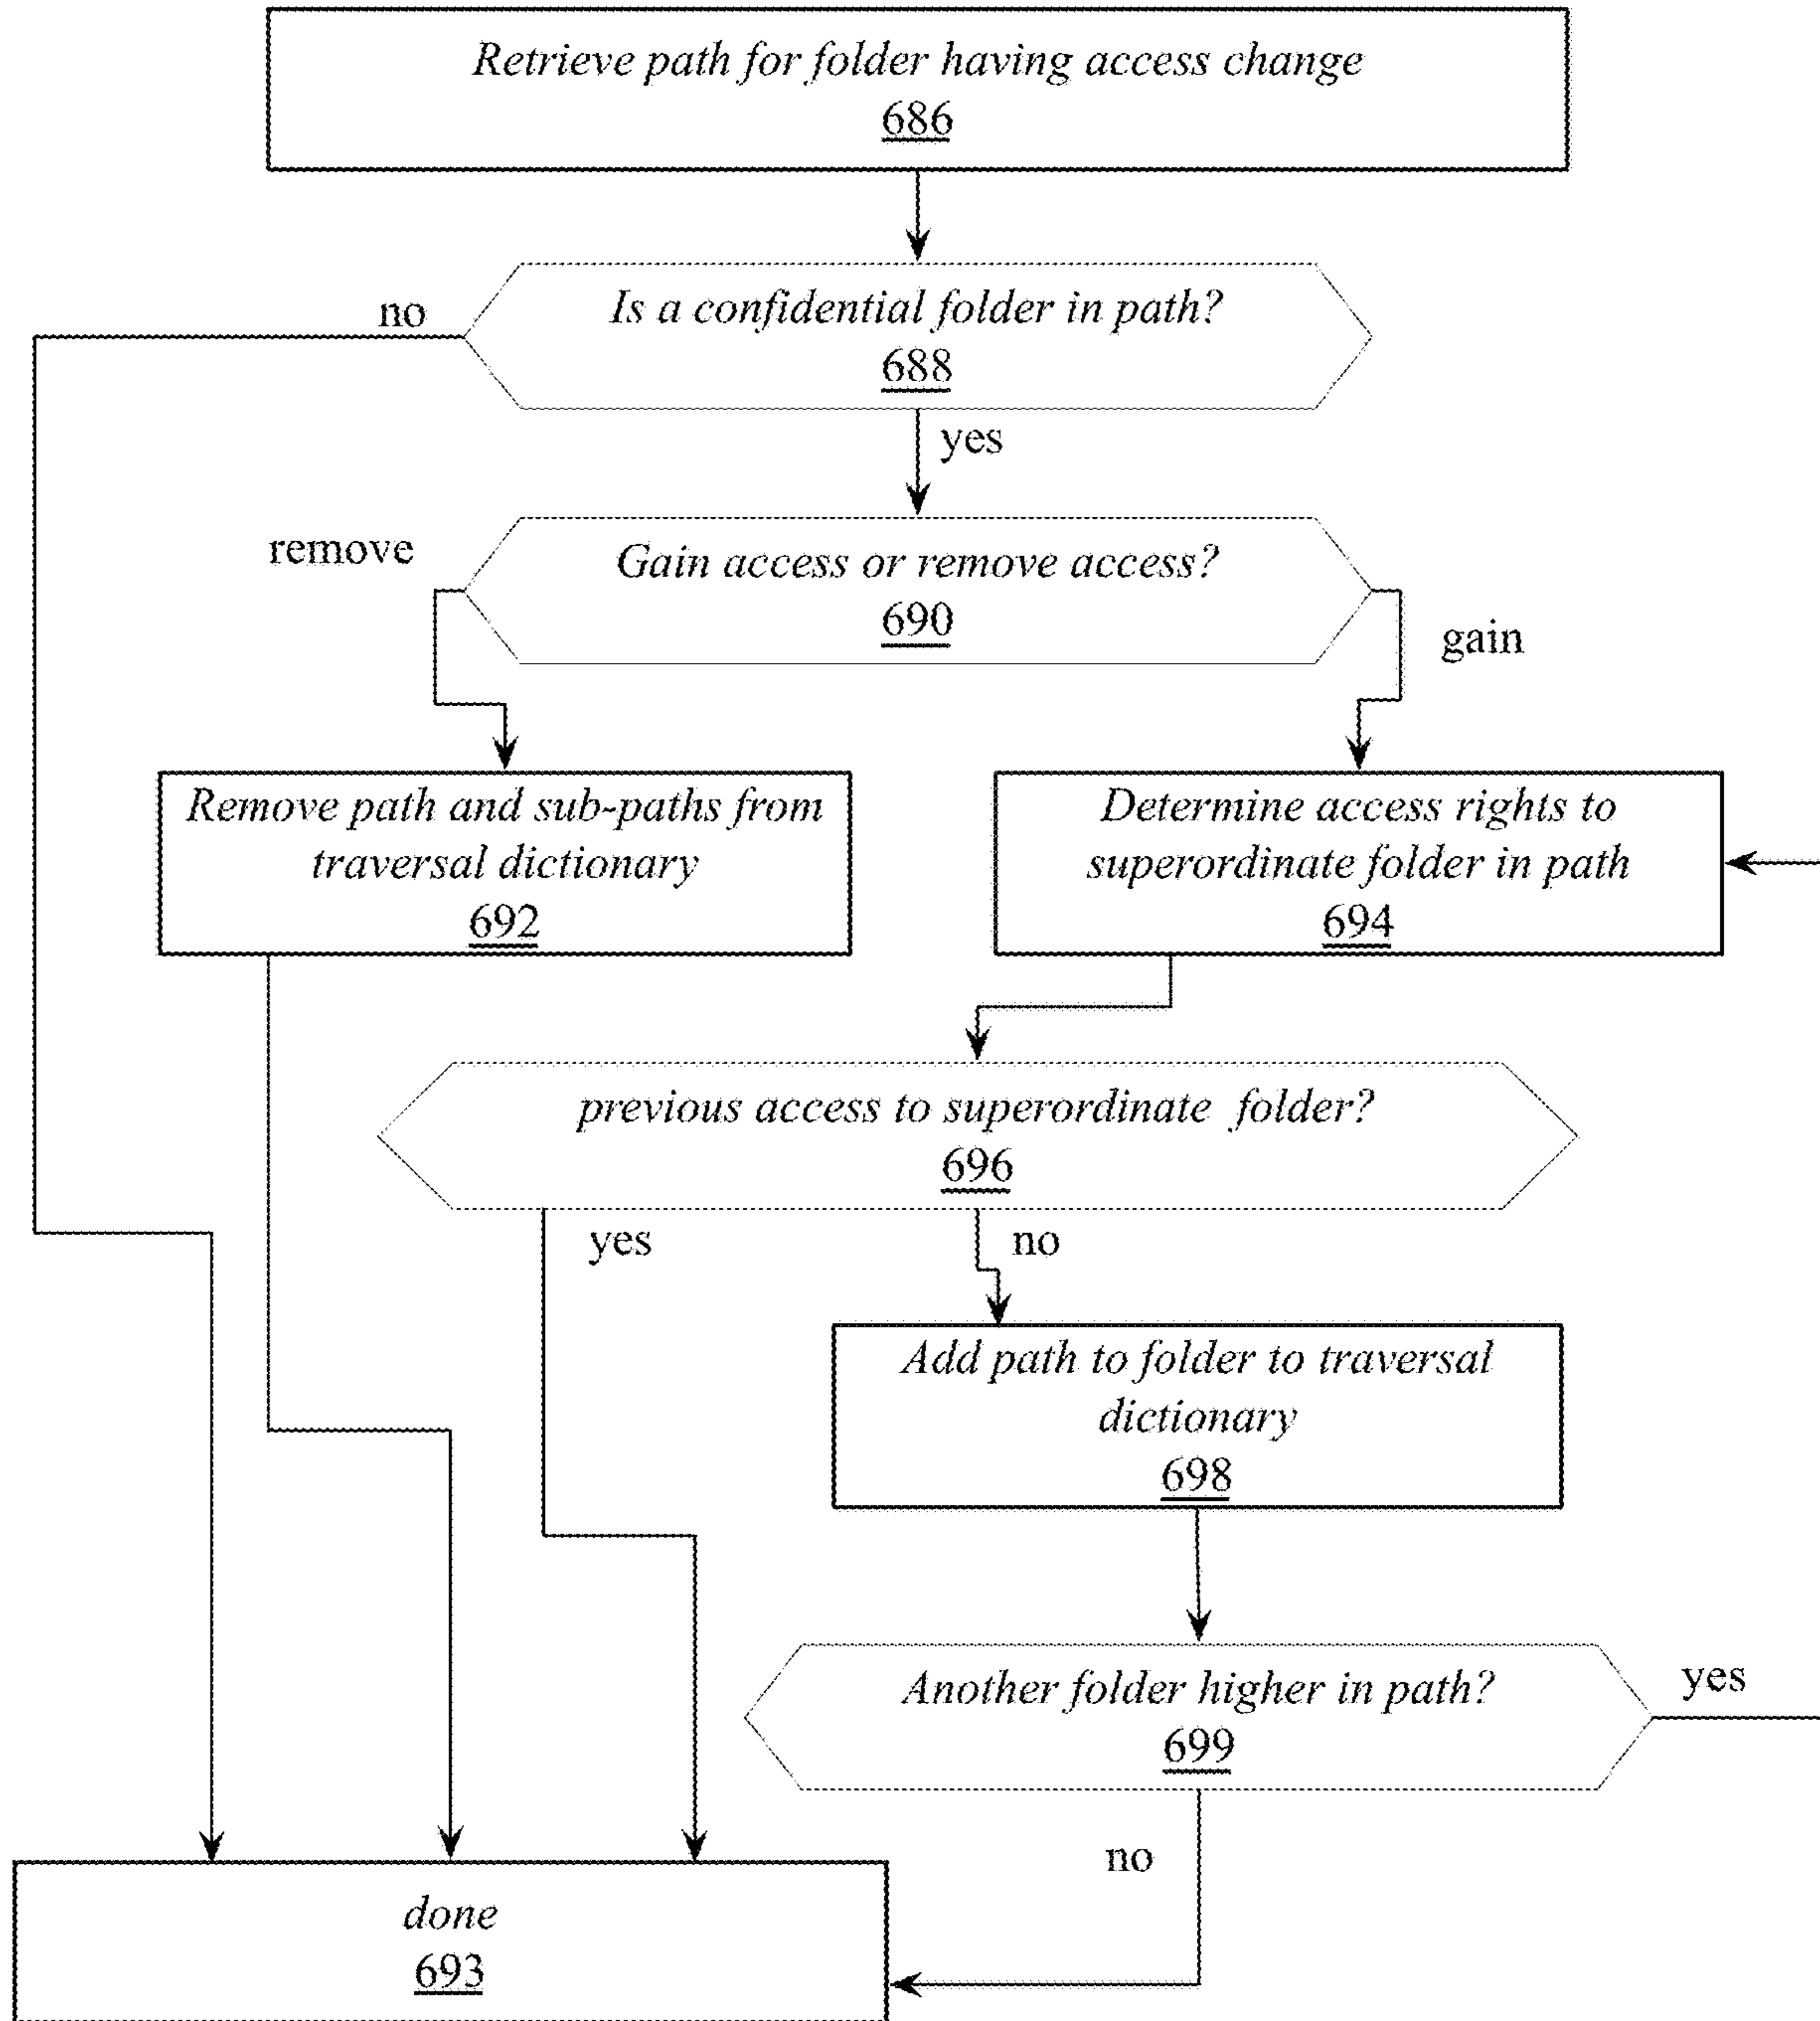 Retrieve path for folder having access change
686
no
Is a confidential folder in path?
688
yes
remove
Gain access or remove access?
690
gain
Remove path and sub-paths from
traversal dictionary
692
Determine access rights to
superordinate folder in path
694
previous access to superordinate folder?
696
yes
no
Add path to folder to traversal
dictionary
698
Another folder higher in path?
699
yes
no
done
693